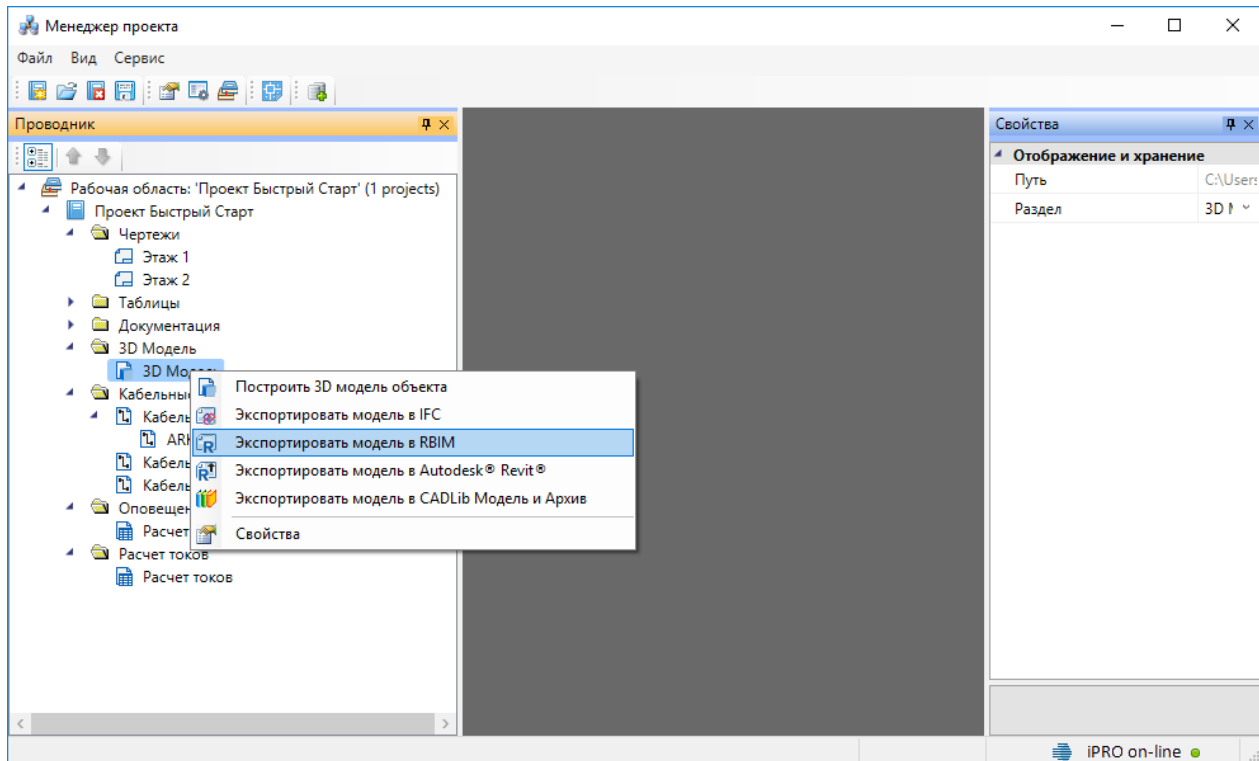 Менеджер проекта
Файл Вид Сервис
Проводник
Рабочая область: 'Проект Быстрый Старт' (1 projects)
Проект Быстрый Старт
Чертежи
Этаж 1
Этаж 2
Таблицы
Документация
3D Модель
3D Модель
Кабельны
Кабель
ARK
Кабель
Кабель
Оповещен
Расчет
Расчет токов
Расчет токов
Построить 3D модель объекта
Экспортировать модель в IFC
Экспортировать модель в RBIM
Экспортировать модель в Autodesk® Revit®
Экспортировать модель в CADLib Модель и Архив
Свойства
Свойства
Отображение и хранение
Путь C:\Users
Раздел 3D
iPRO on-line